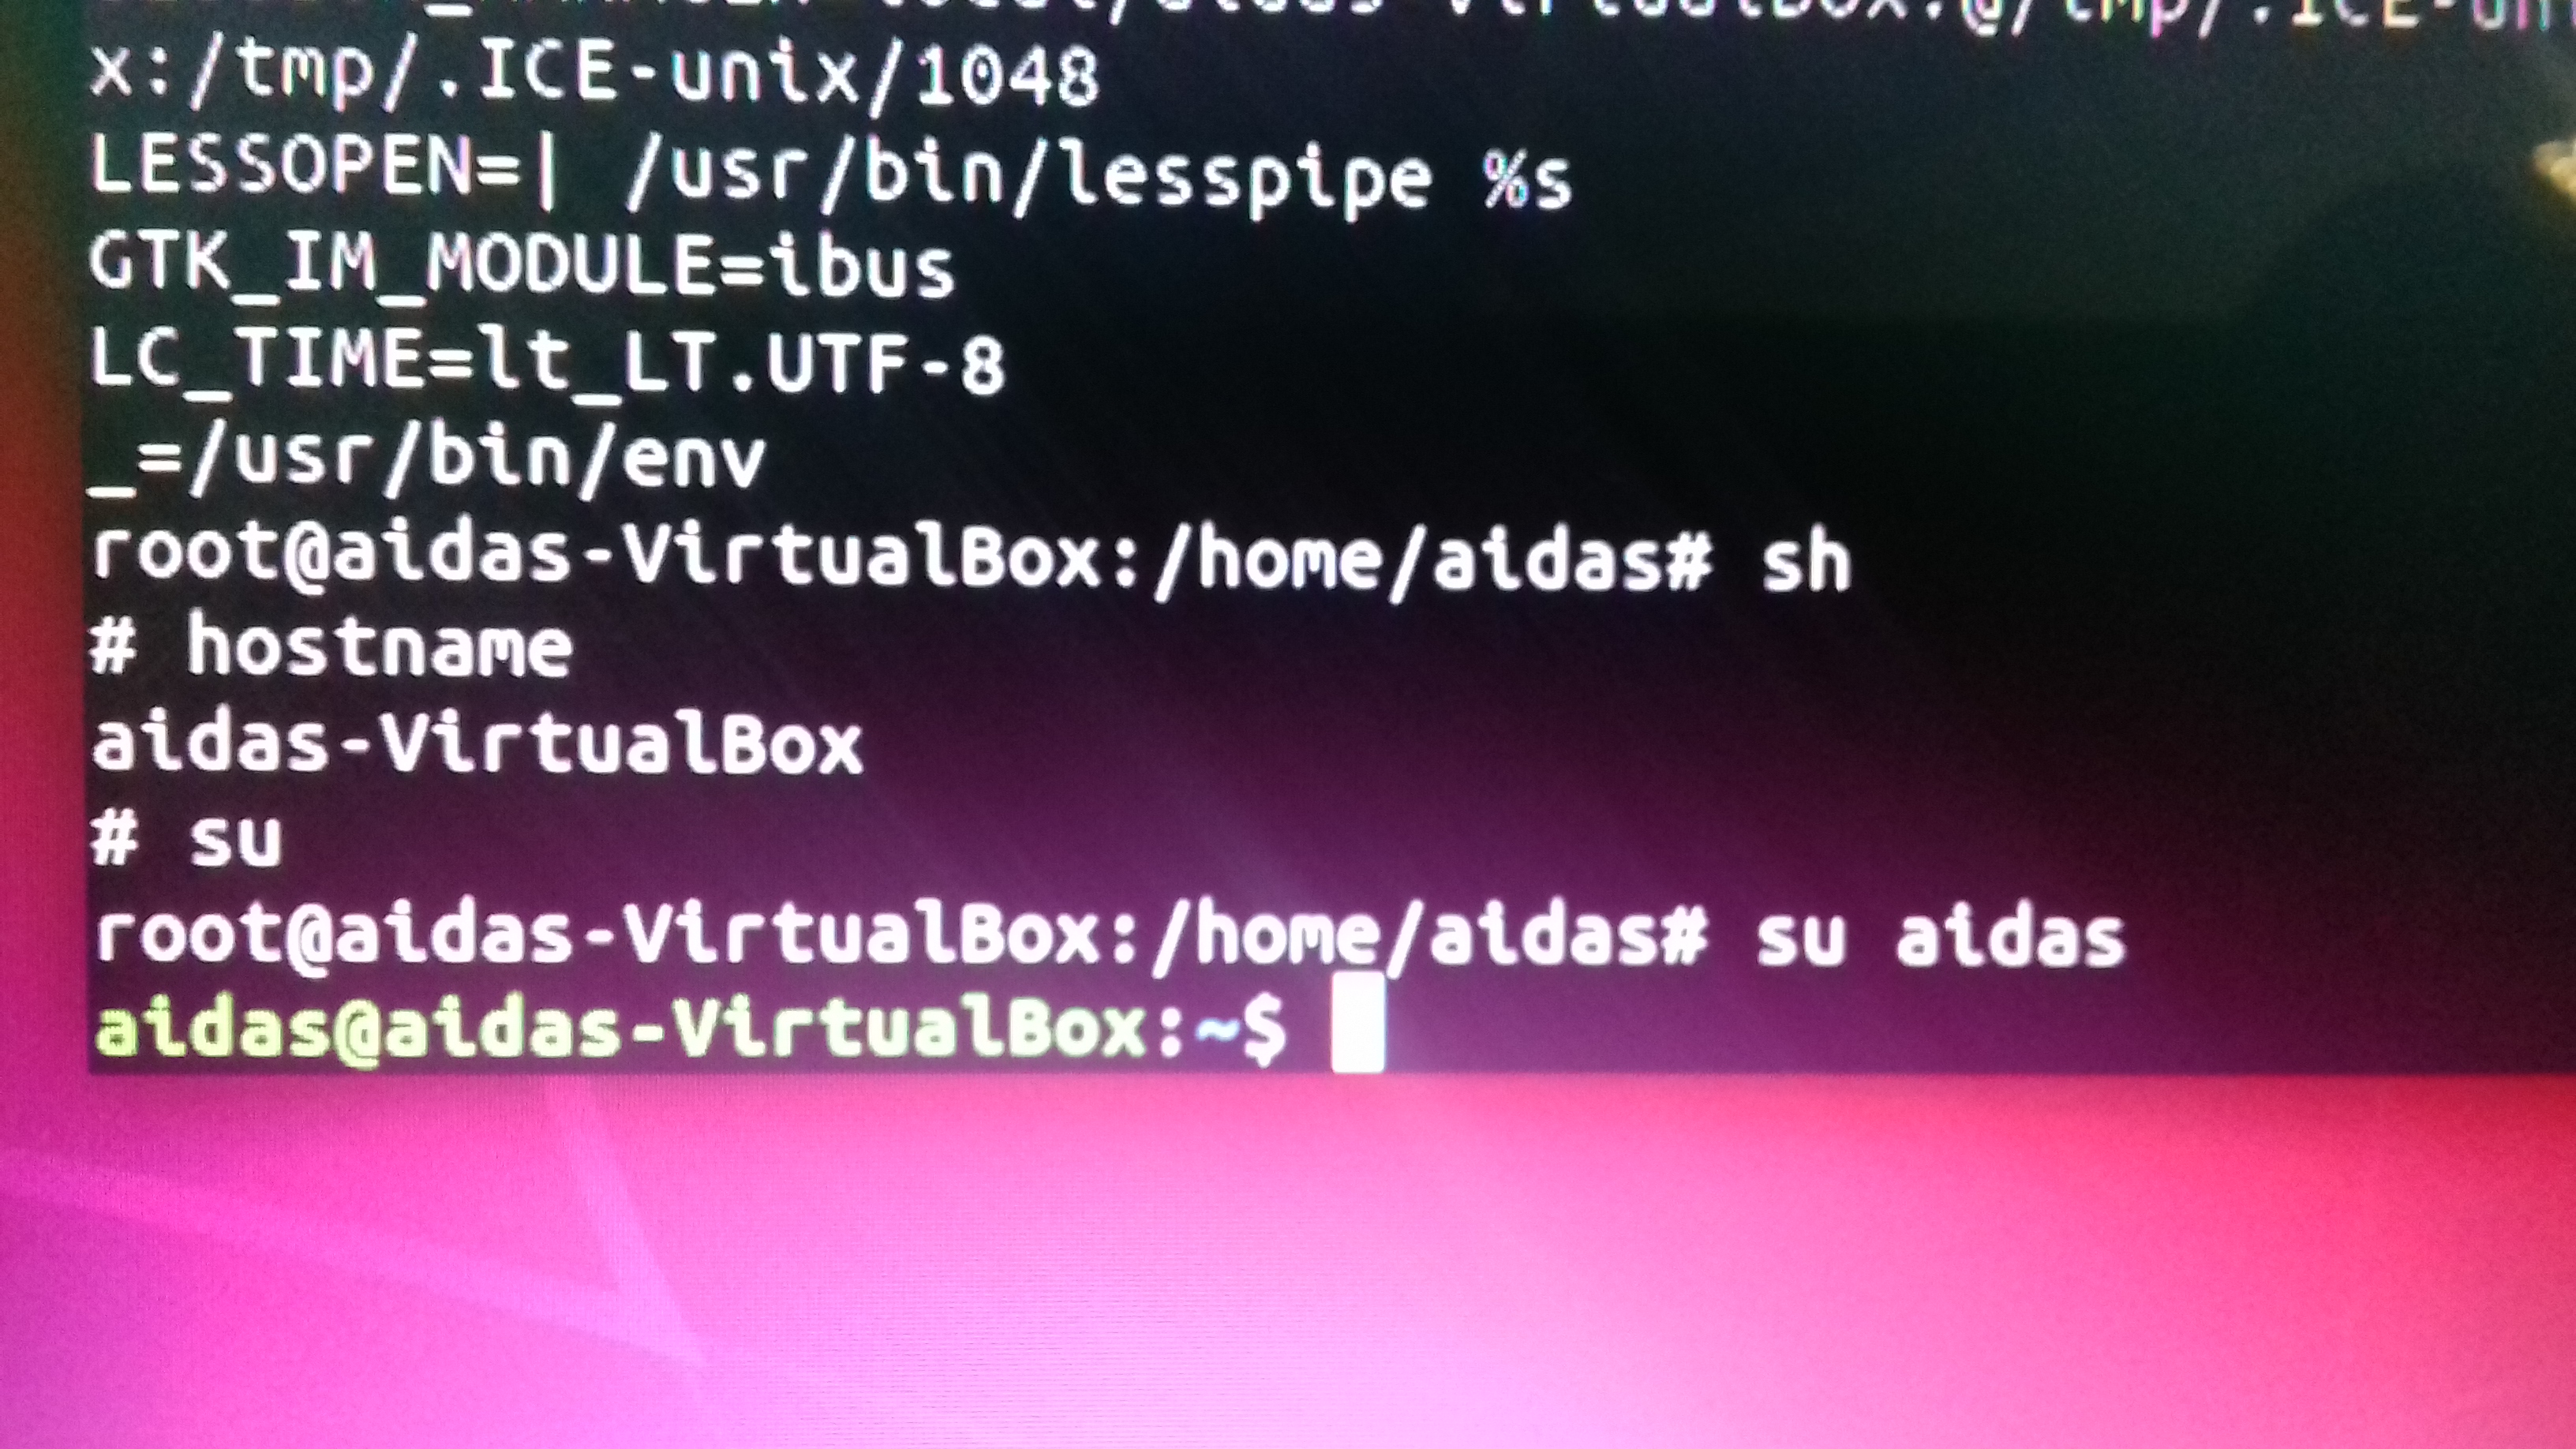 x:/tmp/.ICE-unix/1048
LESSOPEN=| /usr/bin/lesspipe %s
GTK_IM_MODULE=ibus
LC_TIME=lt_LT.UTF-8
_=/usr/bin/env
root@aidas-VirtualBox:/home/aidas# sh
# hostname
aidas-VirtualBox
# su
root@aidas-VirtualBox:/home/aidas# su aidas
aidas@aidas-VirtualBox:~$